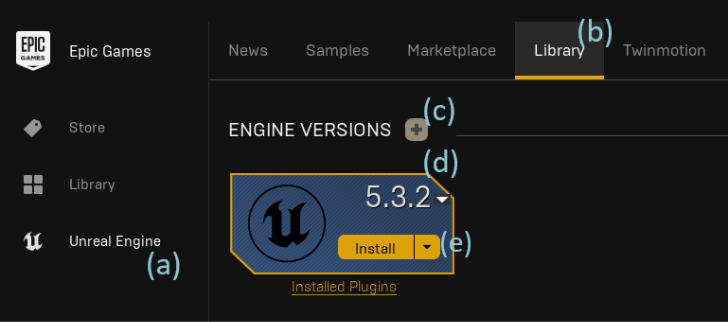 EPIC
GAMES
Epic Games
News Samples Marketplace Library (b) Twinmotion
Store
ENGINE VERSIONS (c)
Library
(d)
5.3.2
Unreal Engine
(a)
Install (e)
Installed Plugins